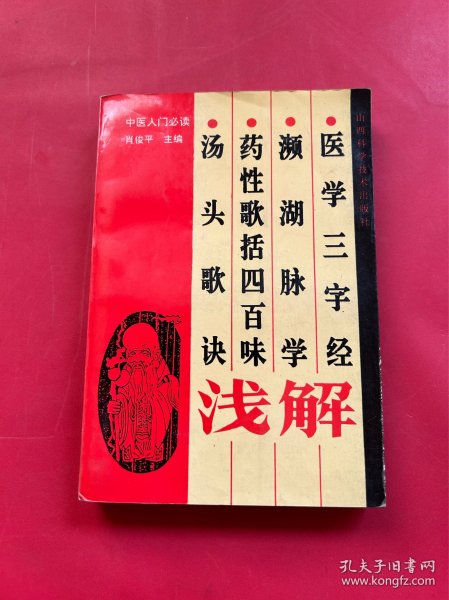 中医入门必读
肖俊平 主编
医学三字经
濒湖脉学
药性歌括四百味
汤头歌诀
浅解
山西科学技术出版社
孔夫子旧书网
www.kongfz.com